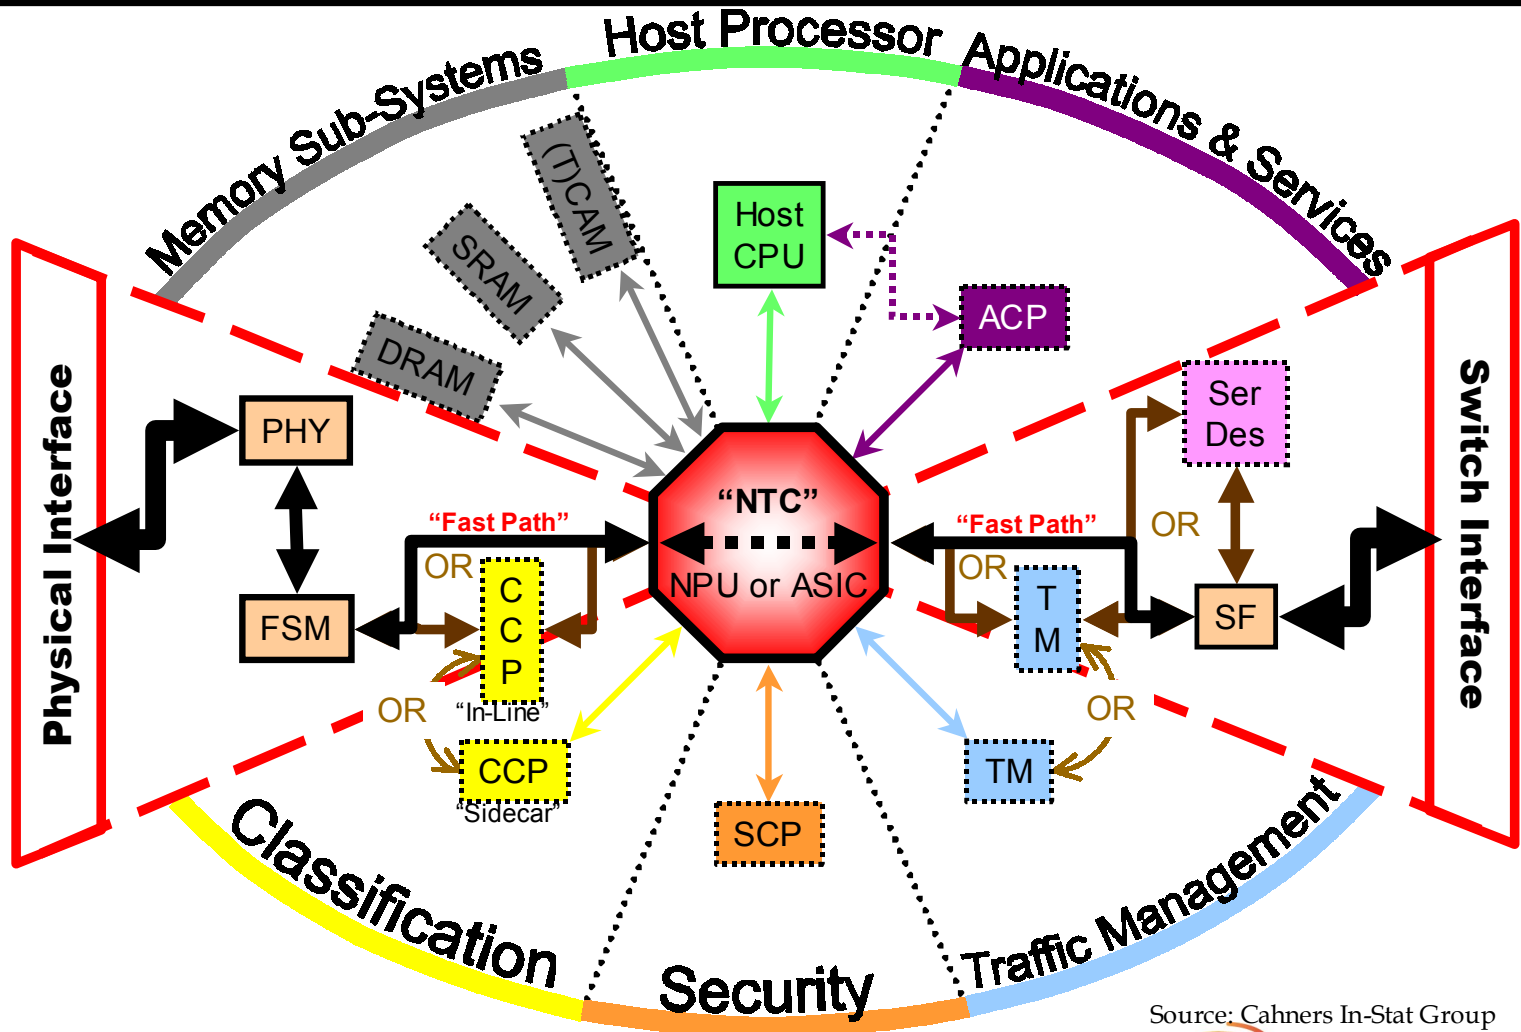 Memory Sub-Systems
Host Processor
Applications & Services
(T)CAM
SRAM
DRAM
Host
CPU
ACP
Physical Interface
PHY
FSM
“Fast Path”
OR
C
C
P
“In-Line”
OR
CCP
“Sidecar”
“NTC”
NPU or ASIC
SCP
“Fast Path”
OR
T
M
OR
TM
Ser
Des
OR
SF
Switch Interface
Classification
Security
Traffic Management
Source: Cahners In-Stat Group